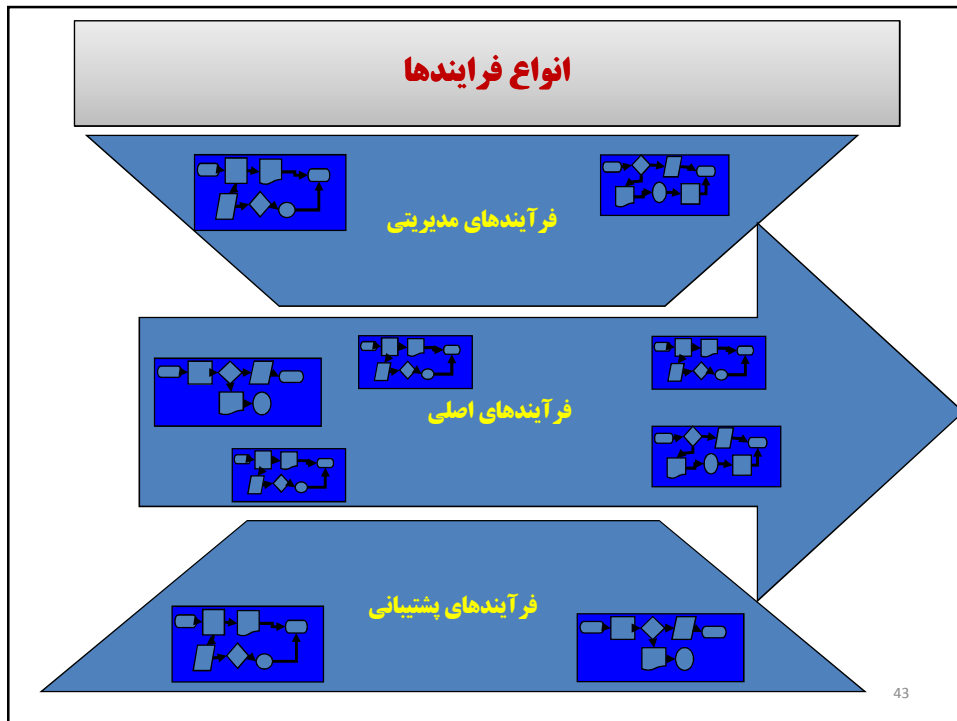 انواع فرایندها
فرآیندهای مدیریتی
فرآیندهای اصلی
فرآیندهای پشتیبانی
43